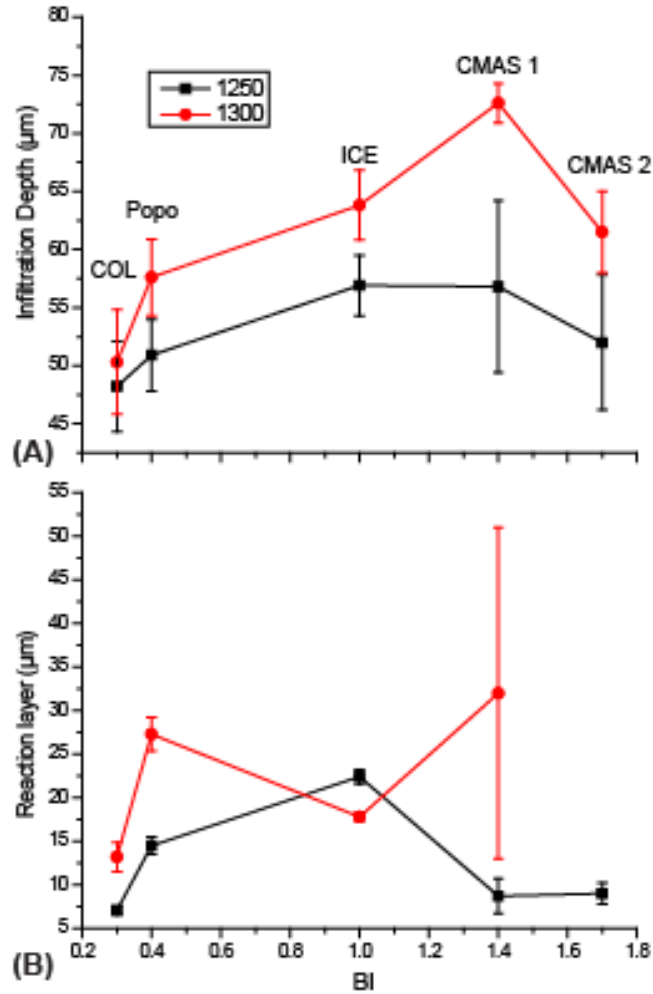 80
75
70
65
60
55
50
45
Infiltration Depth (µm)
1250
1300
COL
Popo
ICE
CMAS 1
CMAS 2
(A)
55
50
45
40
35
30
25
20
15
10
5
Reaction layer (µm)
0.2 0.4 0.6 0.8 1.0 1.2 1.4 1.6 1.8
(B)
BI